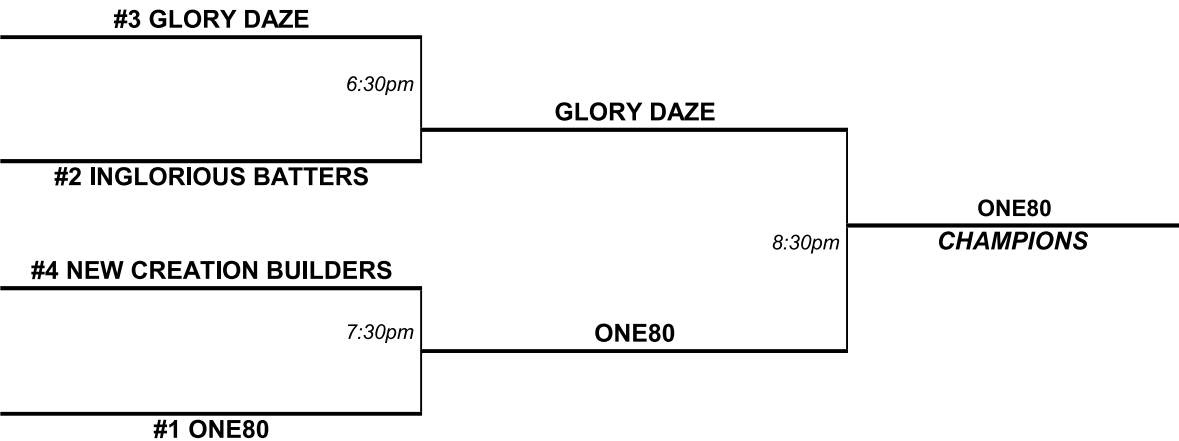 #3 GLORY DAZE
6:30pm
GLORY DAZE
#2 INGLORIOUS BATTERS
ONE80
CHAMPIONS
8:30pm
#4 NEW CREATION BUILDERS
7:30pm
ONE80
#1 ONE80